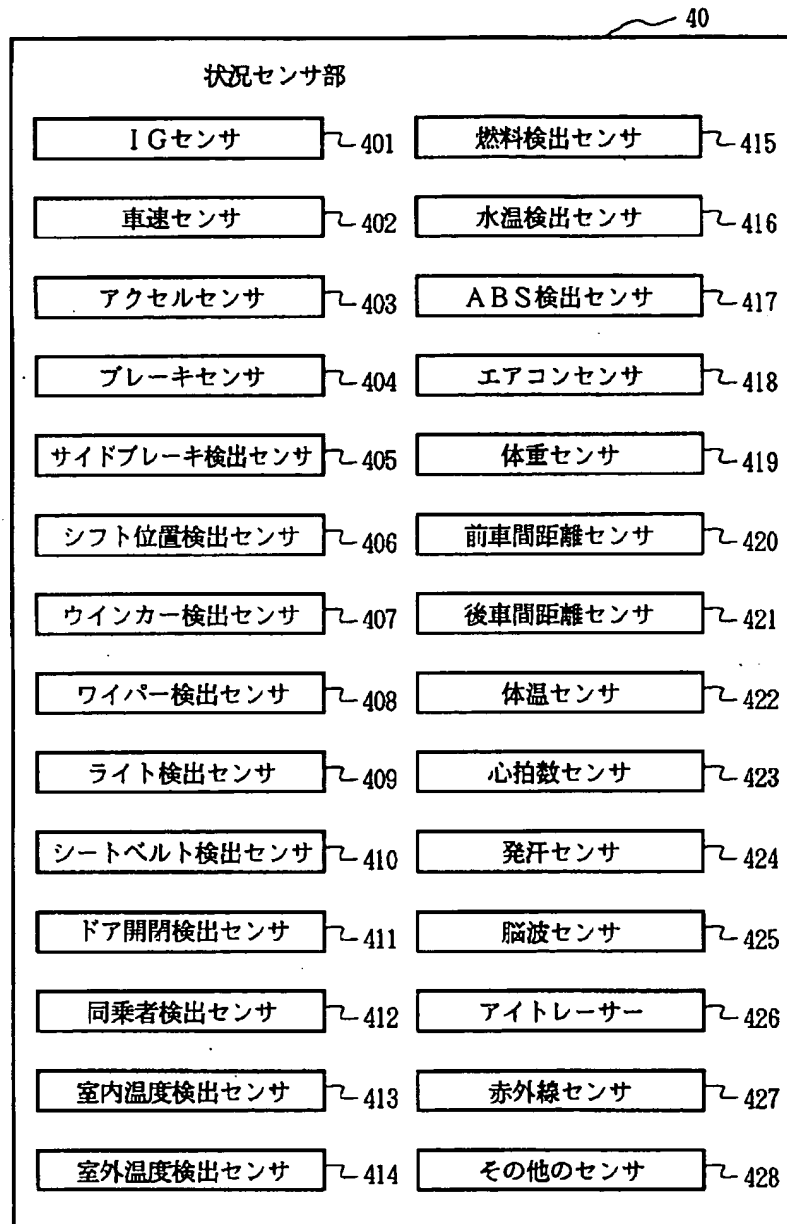 40
状況センサ部
IGセンサ 401
車速センサ 402
アクセルセンサ 403
ブレーキセンサ 404
サイドブレーキ検出センサ 405
シフト位置検出センサ 406
ウインカー検出センサ 407
ワイパー検出センサ 408
ライト検出センサ 409
シートベルト検出センサ 410
ドア開閉検出センサ 411
同乗者検出センサ 412
室内温度検出センサ 413
室外温度検出センサ 414
燃料検出センサ 415
水温検出センサ 416
ABS検出センサ 417
エアコンセンサ 418
体重センサ 419
前車間距離センサ 420
後車間距離センサ 421
体温センサ 422
心拍数センサ 423
発汗センサ 424
脳波センサ 425
アイトレーサー 426
赤外線センサ 427
その他のセンサ 428